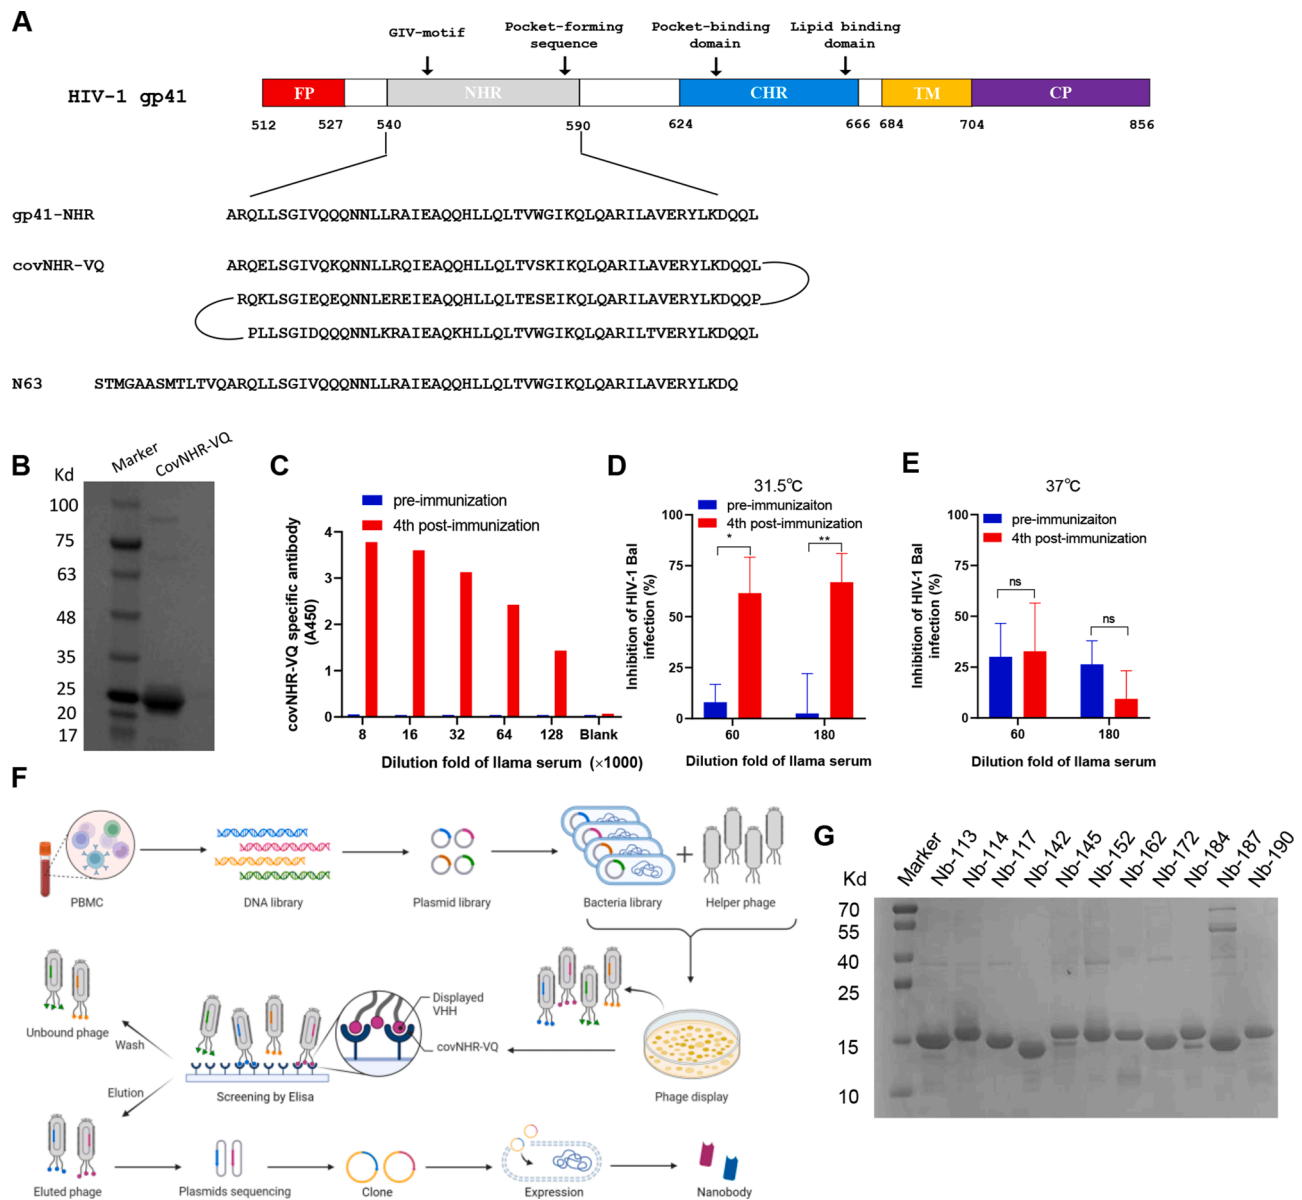 A
GIV-motif
Pocket-forming
sequence
Pocket-binding
domain
Lipid binding
domain
HIV-1 gp41
FP
NHR
CHR
TM
CP
512
527
540
590
624
666
684
704
856
gp41-NHR
ARQLLSGIVQQQNNLLRAIEAQQHLLQLTVWGIKQLQARILAVERYLKDQQL
covNHR-VQ
ARQELSGIVQKQNNLLRQIEAQQHLLQLTVSKIKQLQARILAVERYLKDQQL
RQKLSGIEQEQNNLEREIEAQQHLLQLTESEIKQLQARILAVERYLKDQQP
PLLSGIDQQQNNLKRAIEAQKHLLQLTVWGIKQLQARILTVERYLKDQQL
N63
STMGAASMTLTVQARQLLSGIVQQQNNLLRAIEAQQHLLQLTVWGIKQLQARILAVERYLKDQ
B
Kd
Marker
CovNHR-VQ
100
75
63
48
35
25
20
17
C
pre-immunization
4th post-immunization
covNHR-VQ specific antibody
(A450)
4
3
2
1
0
8
16
32
64
128
Blank
Dilution fold of llama serum (×1000)
D
31.5℃
pre-immunizaiton
4th post-immunization
Inhibition of HIV-1 Bal
infection (%)
100
75
50
25
0
*
**
60
180
Dilution fold of llama serum
E
37℃
pre-immunizaiton
4th post-immunization
Inhibition of HIV-1 Bal
infection (%)
100
75
50
25
0
ns
ns
60
180
Dilution fold of llama serum
F
PBMC
DNA library
Plasmid library
Bacteria library
+
Helper phage
Unbound phage
Wash
Elution
Displayed
VHH
covNHR-VQ
Screening by Elisa
Phage display
Eluted phage
Plasmids sequencing
Clone
Expression
Nanobody
G
Kd
Marker
Nb-113
Nb-114
Nb-117
Nb-142
Nb-145
Nb-152
Nb-162
Nb-172
Nb-184
Nb-187
Nb-190
70
55
40
25
15
10